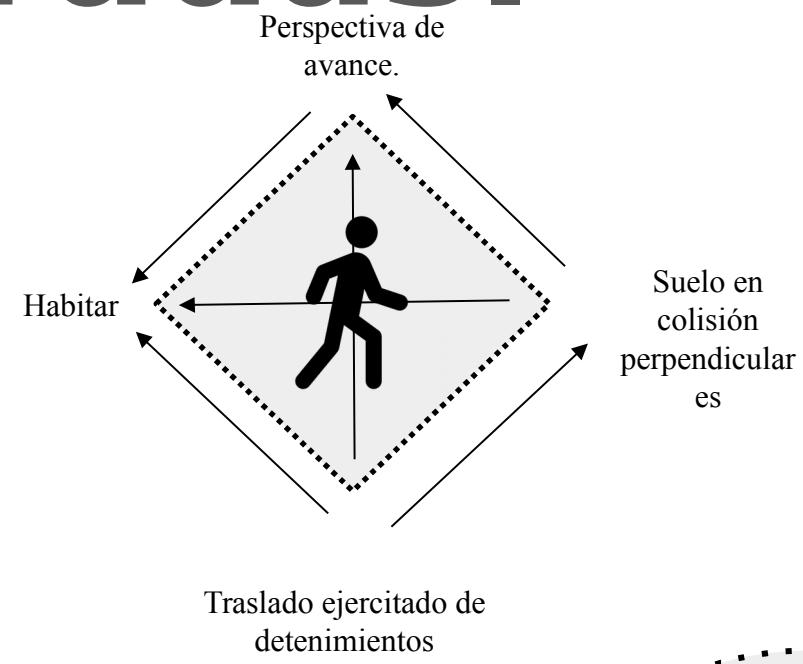 Perspectiva de
avance.
Habitar
Suelo en
colisión
perpendicular
es
Traslado ejercitado de
detenimientos